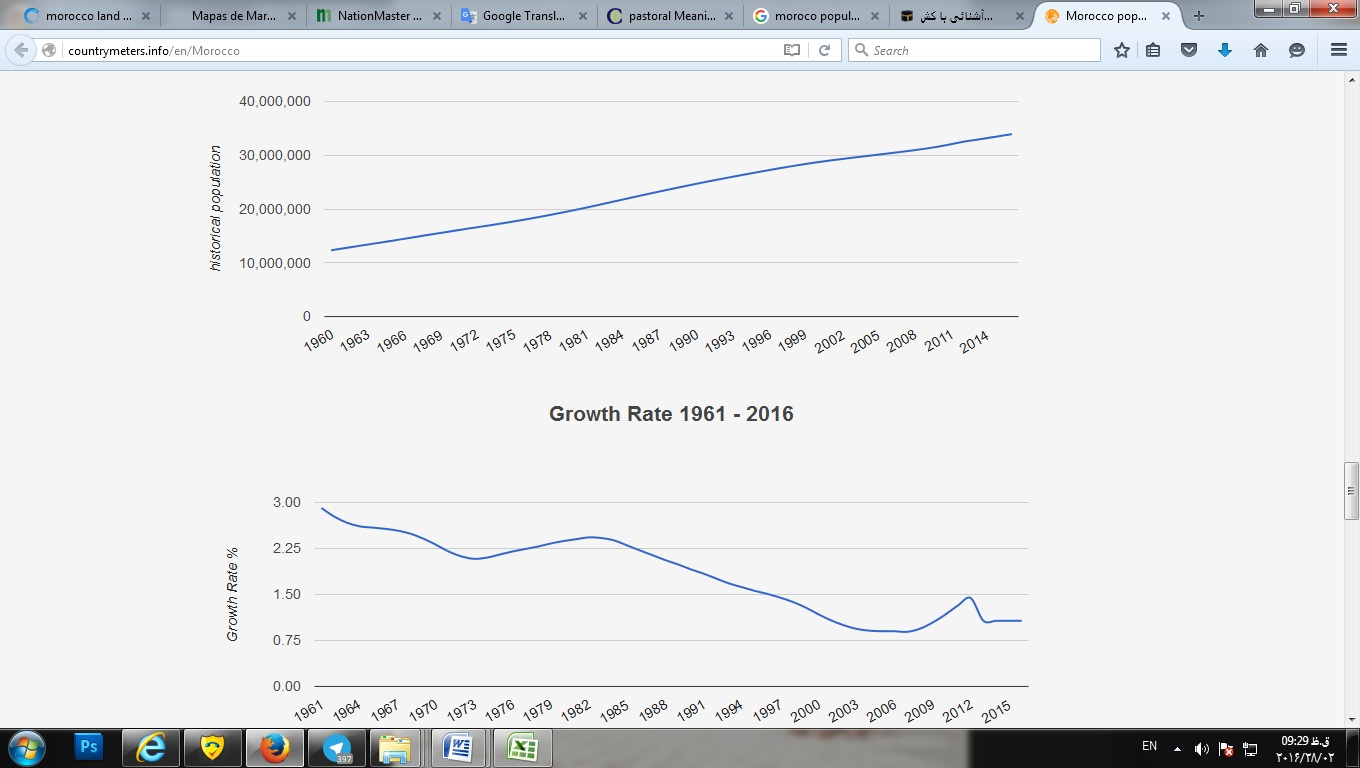 morocco land ...
Mapas de Mar...
NationMaster ...
Google Transl...
pastoral Meani...
moroco popul...
آشنائی با کش...
Morocco pop...
countrymeters.info/en/Morocco
Search
historical population
40,000,000
30,000,000
20,000,000
10,000,000
0
1960 1963 1966 1969 1972 1975 1978 1981 1984 1987 1990 1993 1996 1999 2002 2005 2008 2011 2014
Growth Rate 1961 - 2016
Growth Rate %
3.00
2.25
1.50
0.75
0.00
1961 1964 1967 1970 1973 1976 1979 1982 1985 1988 1991 1994 1997 2000 2003 2006 2009 2012 2015
Ps
397
EN
09:29 ق.ظ
۲۰۱۶/۲۸/۰۲